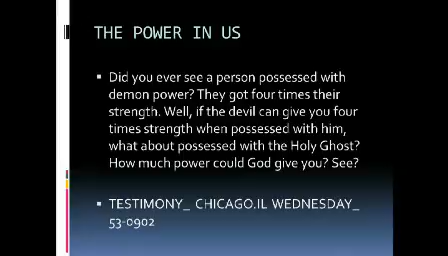 THE POWER IN US
Did you ever see a person possessed with
demon power? They got four times their
strength. Well, if the devil can give you four
times strength when possessed with him,
what about possessed with the Holy Ghost?
How much power could God give you? See?
TESTIMONY_ CHICAGO.IL WEDNESDAY_
53-0902